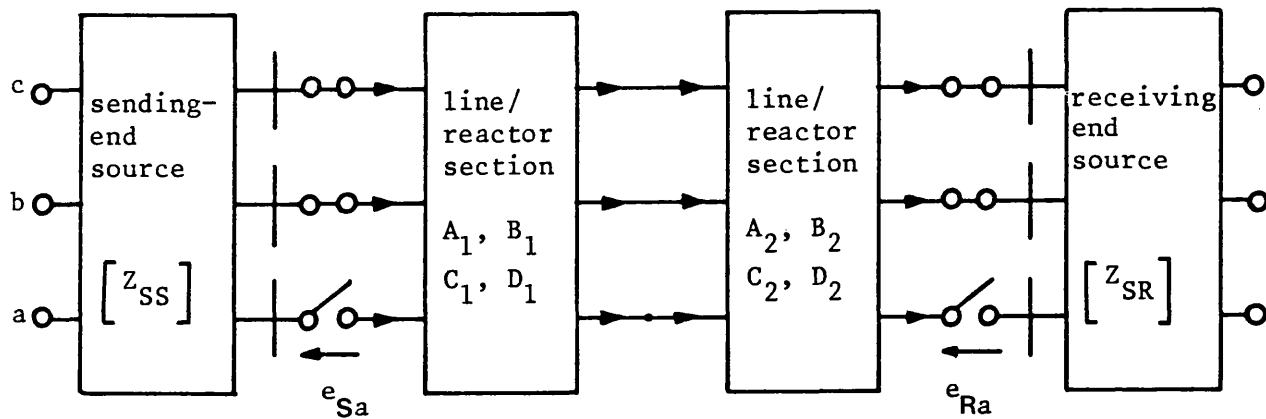 c
b
a
sending-
end
source
[Z_SS]
e_Sa
line/
reactor
section
A_1, B_1
C_1, D_1
line/
reactor
section
A_2, B_2
C_2, D_2
e_Ra
receiving
end
source
[Z_SR]